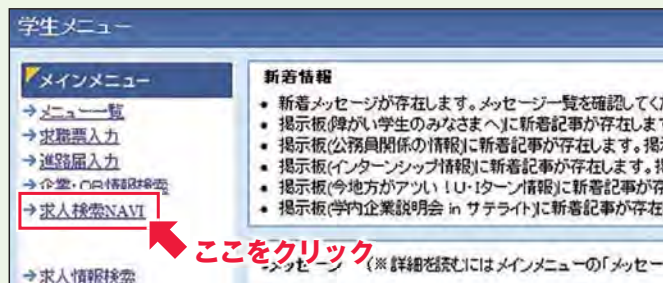 学生メニュー
メインメニュー
→メニュー一覧
→求職票入力
→進路届入力
→企業・OB情報検索
→求人検索NAVI
→求人情報検索
新着情報
• 新着メッセージが存在します。メッセージ一覧を確認してく
• 掲示板(障がい学生のみなさまへ)に新着記事が存在しま
• 掲示板(公務員関係の情報)に新着記事が存在します。掲
• 掲示板(インターンシップ情報)に新着記事が存在します。
• 掲示板(今地方がアツい！U・Iターン情報)に新着記事が存
• 掲示板(学内企業説明会 in サテライト)に新着記事が存在
ここをクリック
メッセージ (※詳細を読むにはメインメニューの「メッセー